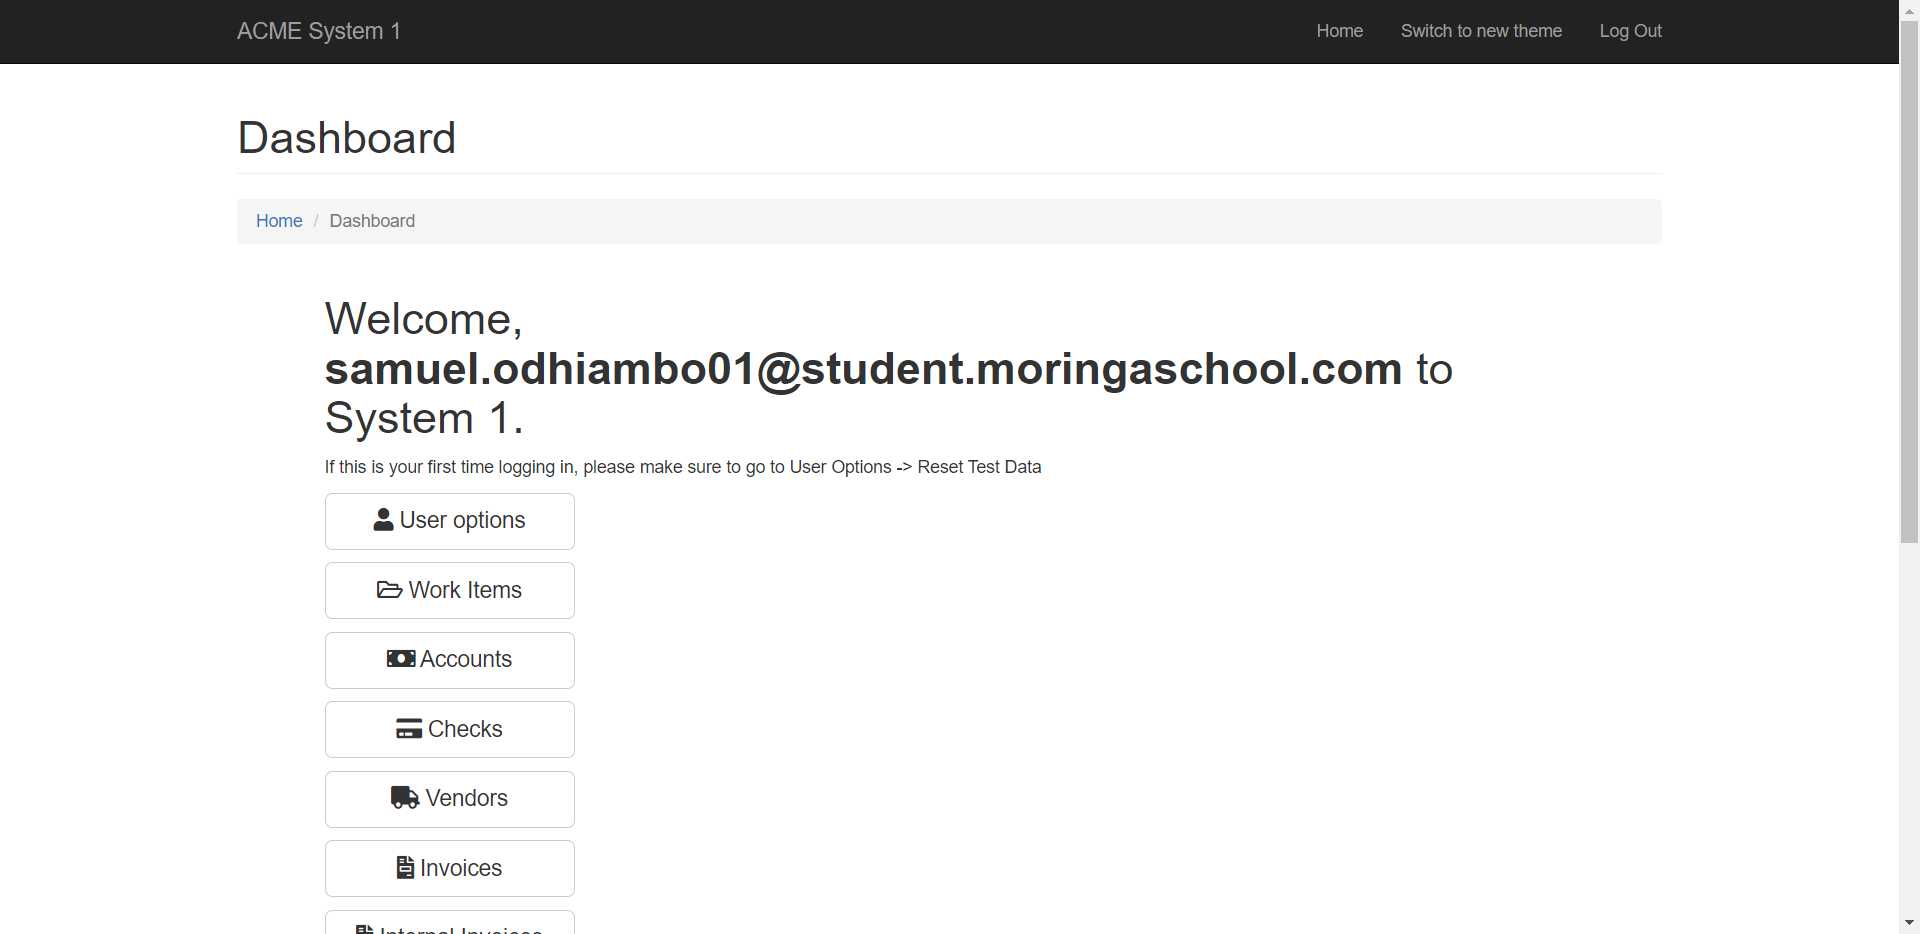 ACME System 1
Home
Switch to new theme
Log Out
Dashboard
Home / Dashboard
Welcome,
samuel.odhiambo01@student.moringaschool.com to
System 1.
If this is your first time logging in, please make sure to go to User Options -> Reset Test Data
User options
Work Items
Accounts
Checks
Vendors
Invoices
Internal Invoices